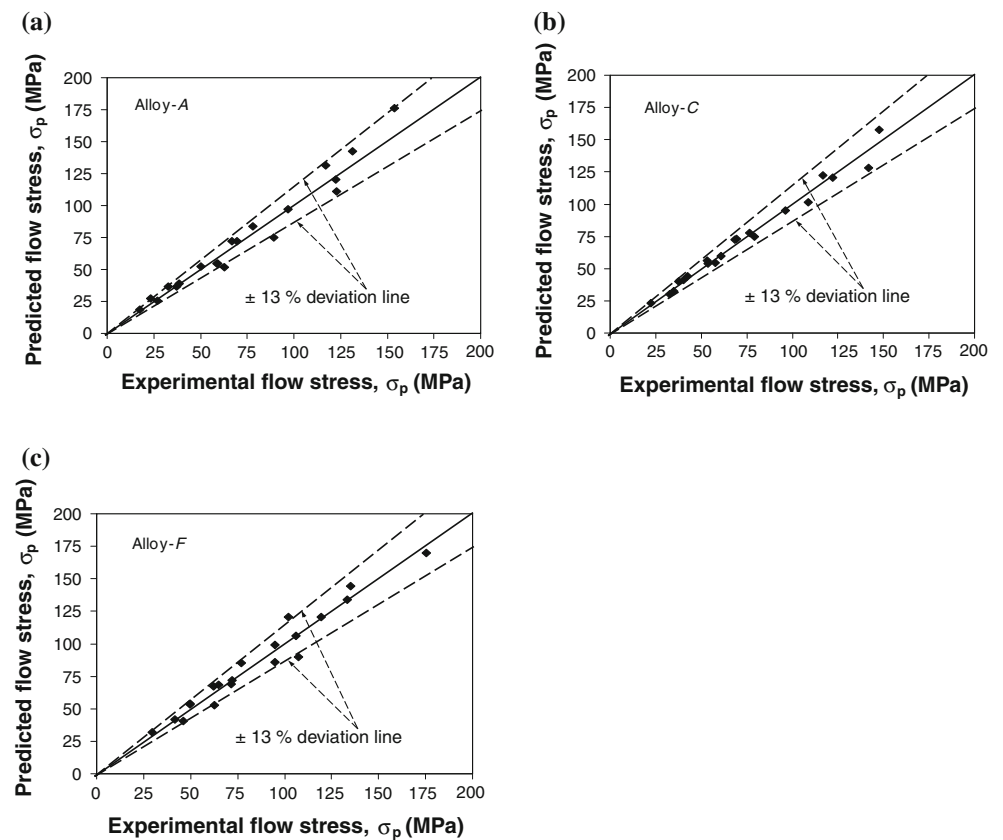 (a)
Predicted flow stress, σp (MPa)
200
175
150
125
100
75
50
25
0
Alloy-A
± 13 % deviation line
0 25 50 75 100 125 150 175 200
Experimental flow stress, σp (MPa)
(b)
Predicted flow stress, σp (MPa)
200
175
150
125
100
75
50
25
0
Alloy-C
± 13 % deviation line
0 25 50 75 100 125 150 175 200
Experimental flow stress, σp (MPa)
(c)
Predicted flow stress, σp (MPa)
200
175
150
125
100
75
50
25
0
Alloy-F
± 13 % deviation line
0 25 50 75 100 125 150 175 200
Experimental flow stress, σp (MPa)